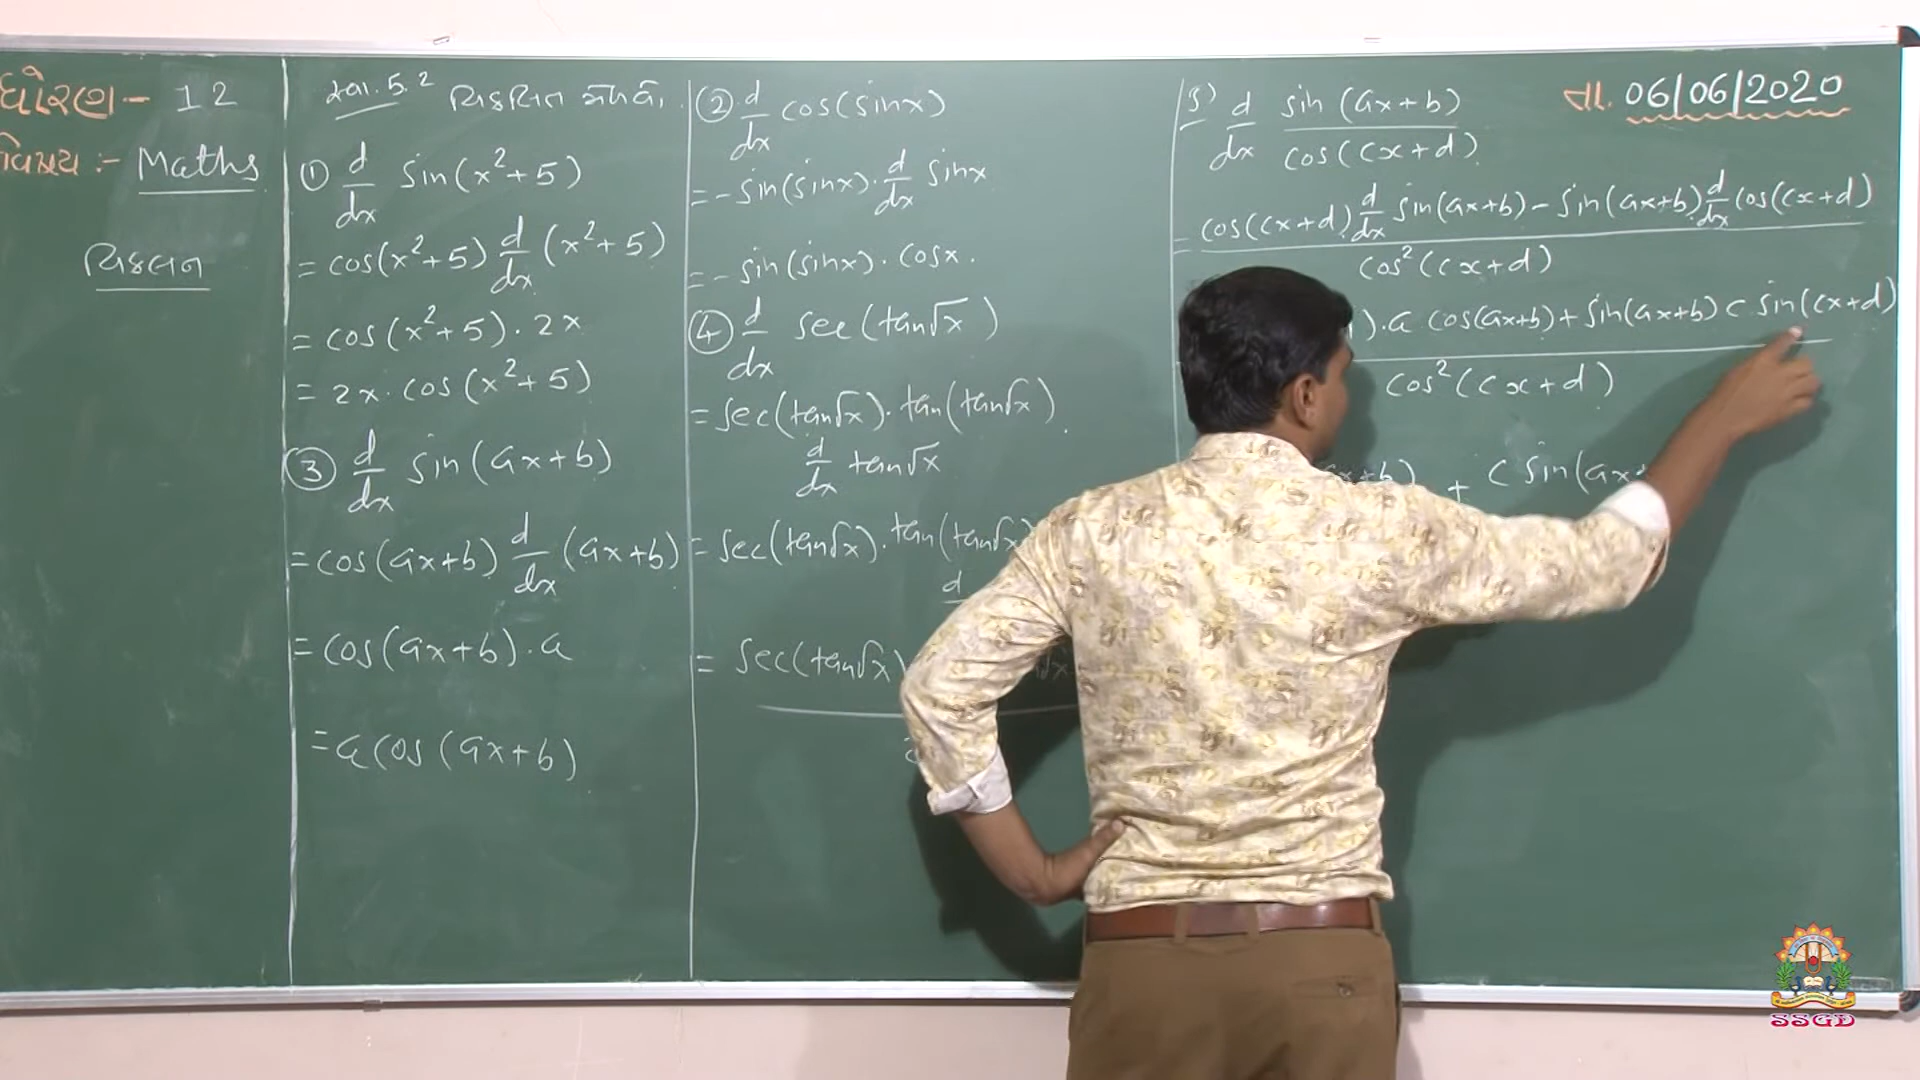 ધોરણ - 12
વિષય :- Maths
વિકલન
સ્વા. 5.2 વિકલિત મેળવો.
① d/dx sin(x²+5)
= cos(x²+5) d/dx (x²+5)
= cos(x²+5) · 2x
= 2x · cos(x²+5)
③ d/dx sin(ax+b)
= cos(ax+b) d/dx (ax+b)
= cos(ax+b) · a
= a cos(ax+b)
② d/dx cos(sinx)
= - sin(sinx) · d/dx sinx
= - sin(sinx) · cosx.
④ d/dx sec(tan√x)
= sec(tan√x) · tan(tan√x).
d/dx tan√x
= sec(tan√x) · tan(tan√x)
d
= sec(tan√x)
5) d/dx sin(ax+b)/cos(cx+d)
= cos(cx+d) d/dx sin(ax+b) - sin(ax+b) d/dx cos(cx+d)
cos²(cx+d)
) · a cos(ax+b) + sin(ax+b) c sin(cx+d)
cos²(cx+d)
+ c sin(ax
તા. 06/06/2020
SSGD